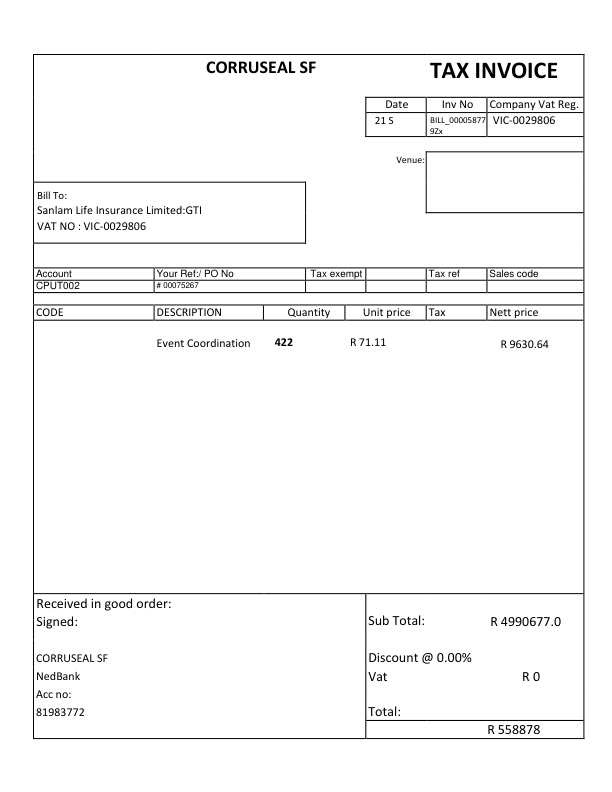 CORRUSEAL SF
TAX INVOICE
Date Inv No Company Vat Reg.
21 S BILL_00005877 VIC-0029806
9Zx
Venue:
Bill To:
Sanlam Life Insurance Limited:GTI
VAT NO : VIC-0029806
Account Your Ref:/ PO No Tax exempt Tax ref Sales code
CPUT002 # 00075267
CODE DESCRIPTION Quantity Unit price Tax Nett price
Event Coordination 422 R 71.11 R 9630.64
Received in good order:
Signed:
Sub Total: R 4990677.0
CORRUSEAL SF
Discount @ 0.00%
NedBank
Vat R 0
Acc no:
81983772
Total:
R 558878